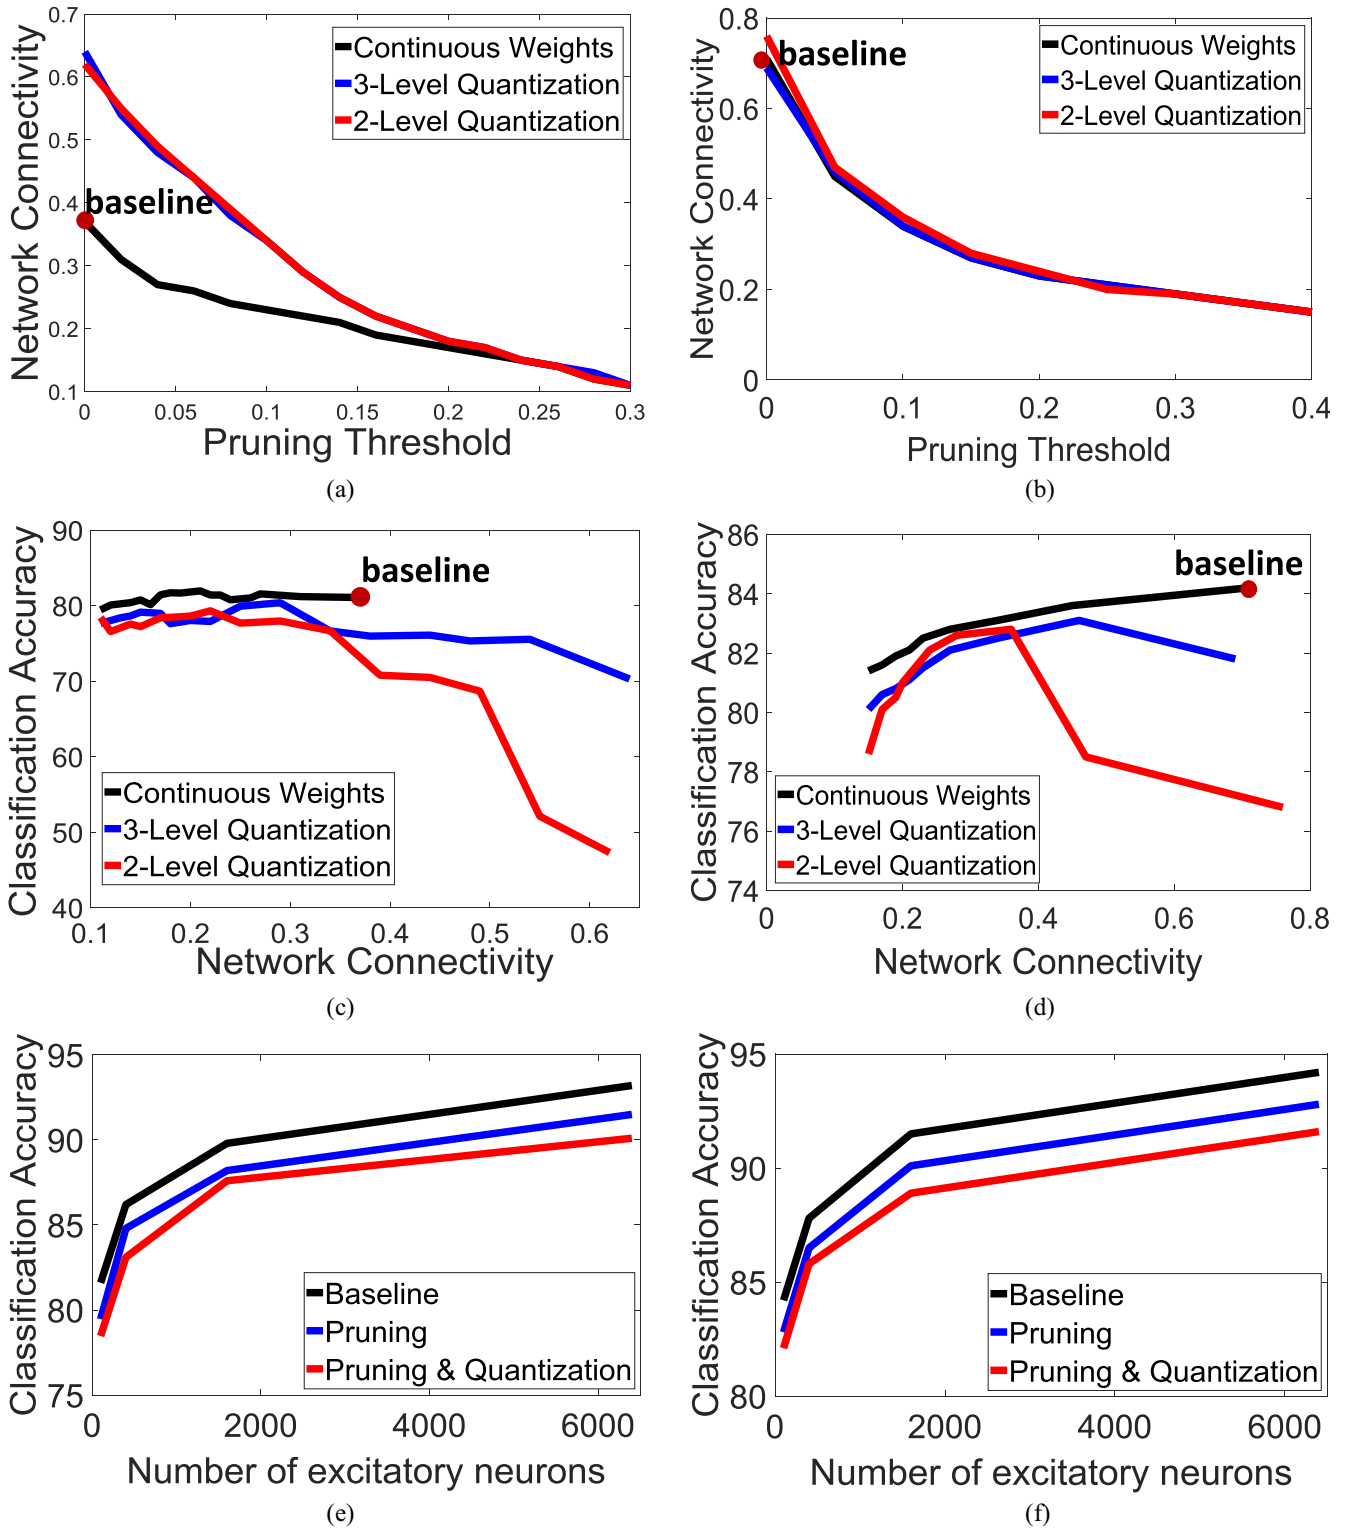 Network Connectivity
0.7
0.6
0.5
0.4
0.3
0.2
0.1
Continuous Weights
3-Level Quantization
2-Level Quantization
baseline
0
0.05
0.1
0.15
0.2
0.25
0.3
Pruning Threshold
(a)
Network Connectivity
0.8
0.6
0.4
0.2
0
baseline
Continuous Weights
3-Level Quantization
2-Level Quantization
0
0.1
0.2
0.3
0.4
Pruning Threshold
(b)
Classification Accuracy
90
80
70
60
50
40
baseline
Continuous Weights
3-Level Quantization
2-Level Quantization
0.1
0.2
0.3
0.4
0.5
0.6
Network Connectivity
(c)
Classification Accuracy
86
84
82
80
78
76
74
baseline
Continuous Weights
3-Level Quantization
2-Level Quantization
0
0.2
0.4
0.6
0.8
Network Connectivity
(d)
Classification Accuracy
95
90
85
80
75
Baseline
Pruning
Pruning & Quantization
0
2000
4000
6000
Number of excitatory neurons
(e)
Classification Accuracy
95
90
85
80
Baseline
Pruning
Pruning & Quantization
0
2000
4000
6000
Number of excitatory neurons
(f)